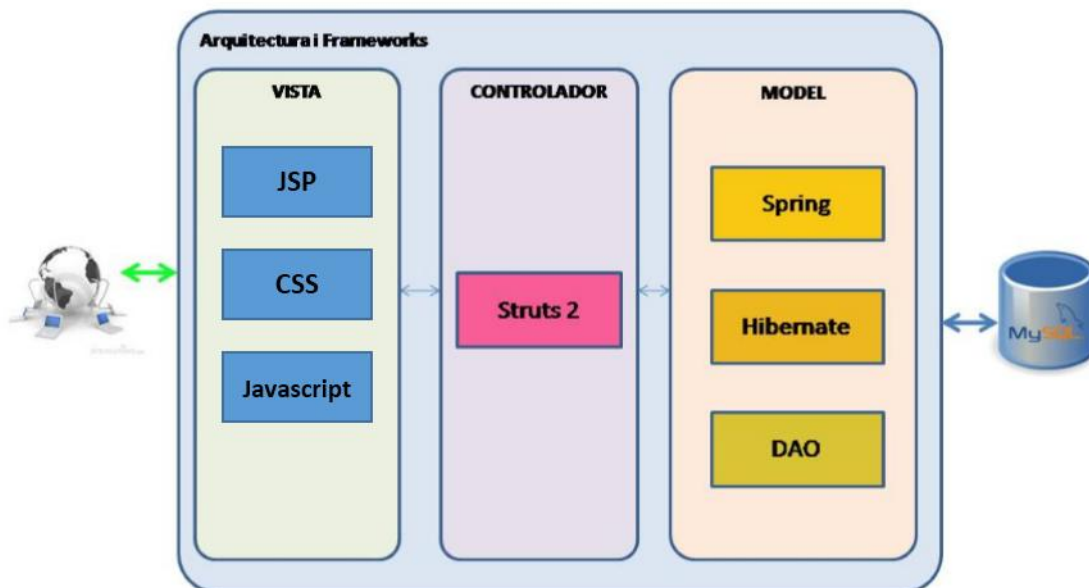 Arquitectura i Frameworks
VISTA
JSP
CSS
Javascript
CONTROLADOR
Struts 2
MODEL
Spring
Hibernate
DAO
MySQL